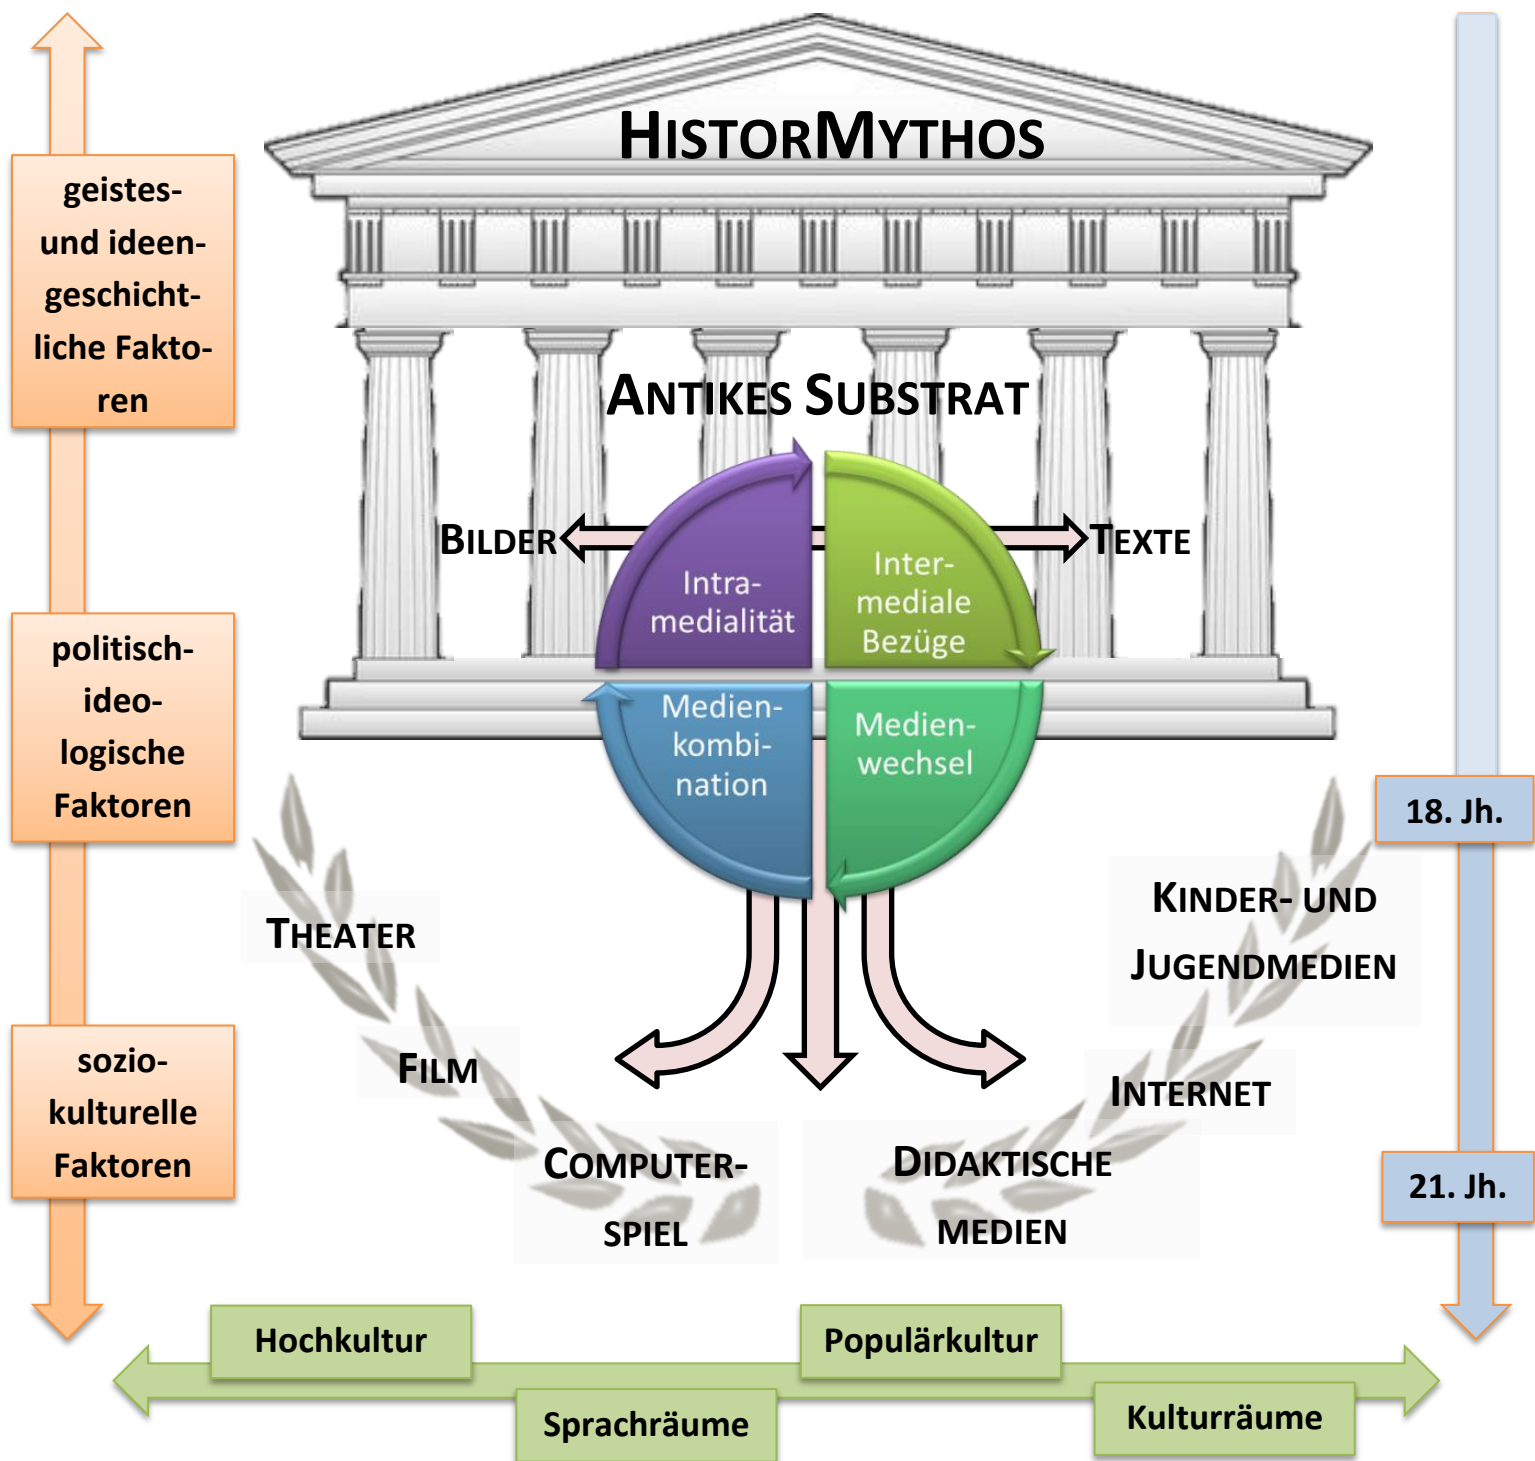 HISTORMYTHOS
ANTIKES SUBSTRAT
BILDER
TEXTE
Intra-
medialität
Inter-
mediale
Bezüge
Medien-
kombi-
nation
Medien-
wechsel
geistes-
und ideen-
geschicht-
liche Fakto-
ren
politisch-
ideo-
logische
Faktoren
sozio-
kulturelle
Faktoren
THEATER
FILM
COMPUTER-
SPIEL
DIDAKTISCHE
MEDIEN
INTERNET
KINDER- UND
JUGENDMEDIEN
18. Jh.
21. Jh.
Hochkultur
Populärkultur
Sprachräume
Kulturräume